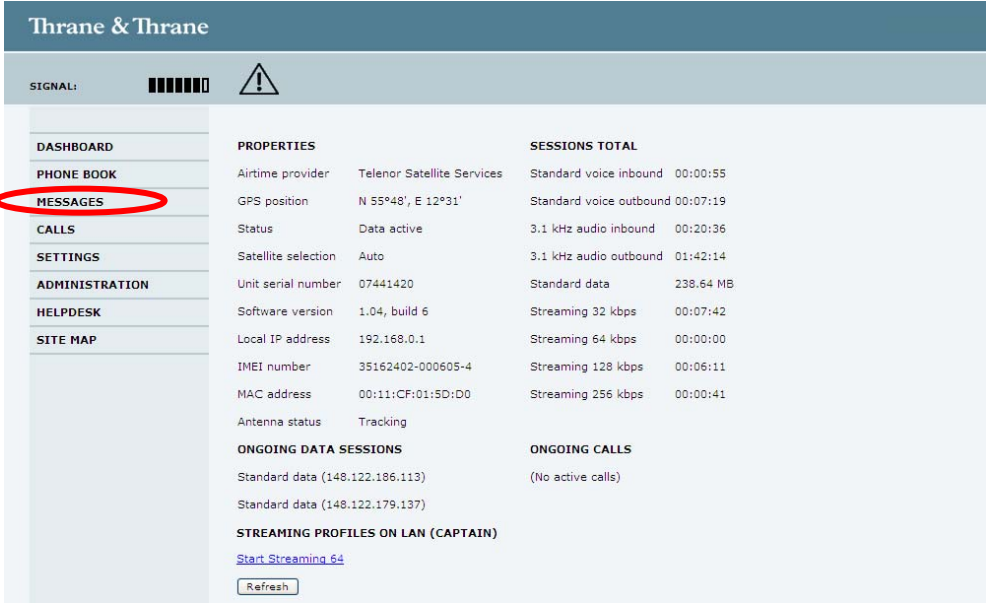 Thrane & Thrane
SIGNAL:
DASHBOARD
PHONE BOOK
MESSAGES
CALLS
SETTINGS
ADMINISTRATION
HELPDESK
SITE MAP
PROPERTIES
Airtime provider Telenor Satellite Services
GPS position N 55°48', E 12°31'
Status Data active
Satellite selection Auto
Unit serial number 07441420
Software version 1.04, build 6
Local IP address 192.168.0.1
IMEI number 35162402-000605-4
MAC address 00:11:CF:01:5D:D0
Antenna status Tracking
SESSIONS TOTAL
Standard voice inbound 00:00:55
Standard voice outbound 00:07:19
3.1 kHz audio inbound 00:20:36
3.1 kHz audio outbound 01:42:14
Standard data 238.64 MB
Streaming 32 kbps 00:07:42
Streaming 64 kbps 00:00:00
Streaming 128 kbps 00:06:11
Streaming 256 kbps 00:00:41
ONGOING DATA SESSIONS
Standard data (148.122.186.113)
Standard data (148.122.179.137)
ONGOING CALLS
(No active calls)
STREAMING PROFILES ON LAN (CAPTAIN)
Start Streaming 64
Refresh